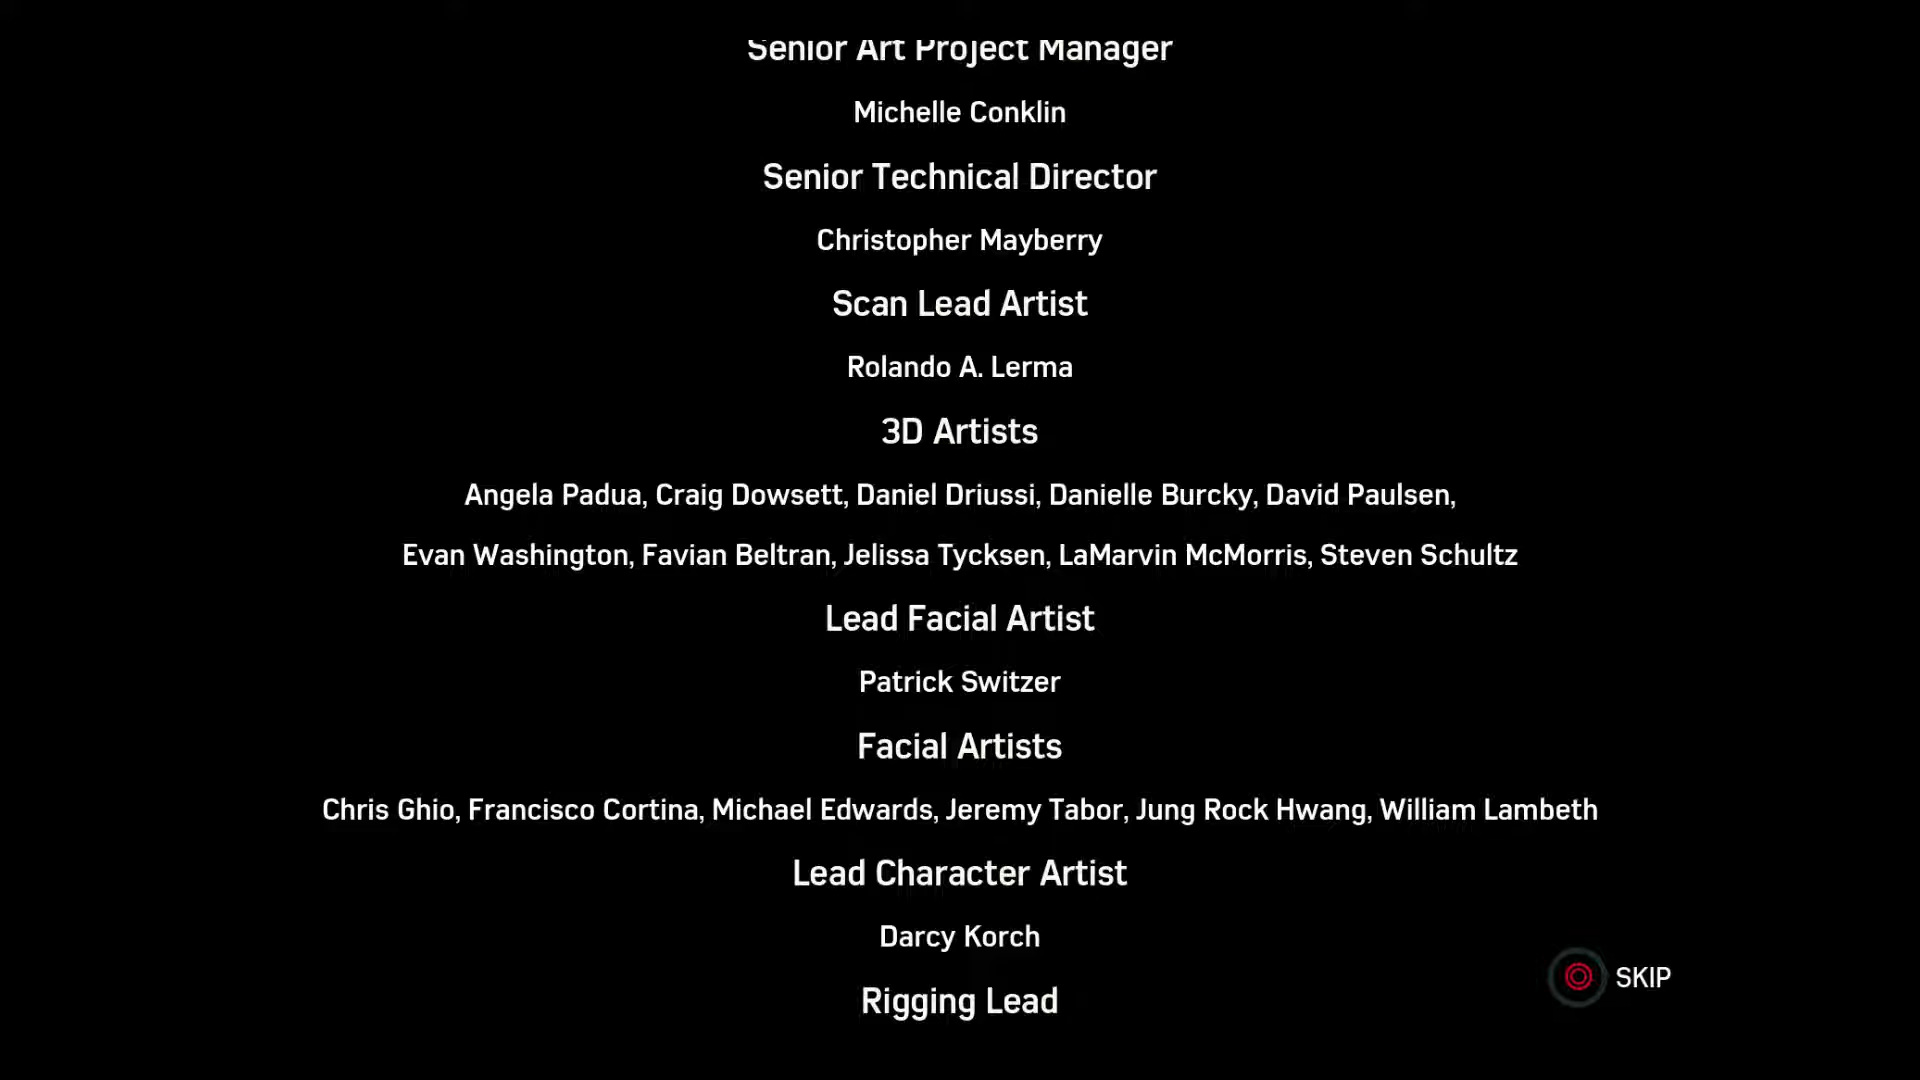 Senior Art Project Manager
Michelle Conklin
Senior Technical Director
Christopher Mayberry
Scan Lead Artist
Rolando A. Lerma
3D Artists
Angela Padua, Craig Dowsett, Daniel Driussi, Danielle Burcky, David Paulsen,
Evan Washington, Favian Beltran, Jelissa Tycksen, LaMarvin McMorris, Steven Schultz
Lead Facial Artist
Patrick Switzer
Facial Artists
Chris Ghio, Francisco Cortina, Michael Edwards, Jeremy Tabor, Jung Rock Hwang, William Lambeth
Lead Character Artist
Darcy Korch
SKIP
Rigging Lead